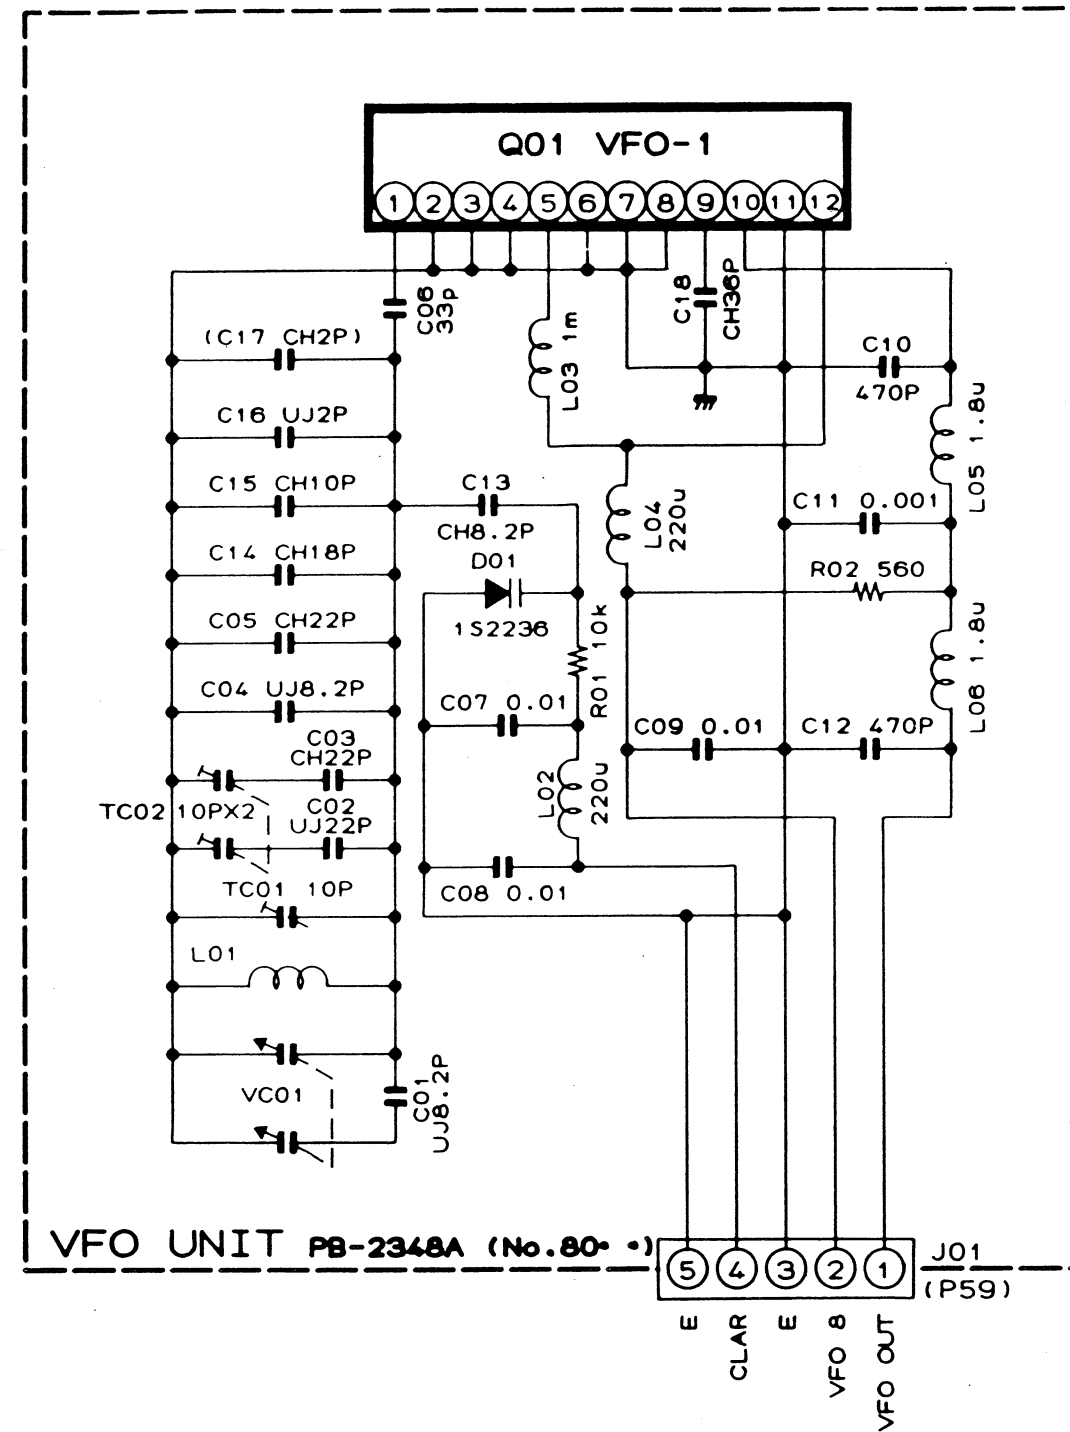 Q01 VFO-1
1 2 3 4 5 6 7 8 9 10 11 12
C06
33p
C18
CH36P
(C17 CH2P)
L03 1m
C10
470P
C16 UJ2P
L05 1.8u
C15 CH10P
C13
CH8.2P
L04
220u
C11 0.001
C14 CH18P
D01
1S2236
R02 560
C05 CH22P
R01 10k
L06 1.8u
C04 UJ8.2P
C07 0.01
C09 0.01
C12 470P
C03
CH22P
TC02 10PX2
C02
UJ22P
L02
220u
TC01 10P
C08 0.01
L01
VC01
C01
UJ8.2P
VFO UNIT PB-2348A (No.80• •)
5 4 3 2 1
J01
(P59)
E
CLAR
E
VFO 8
VFO OUT